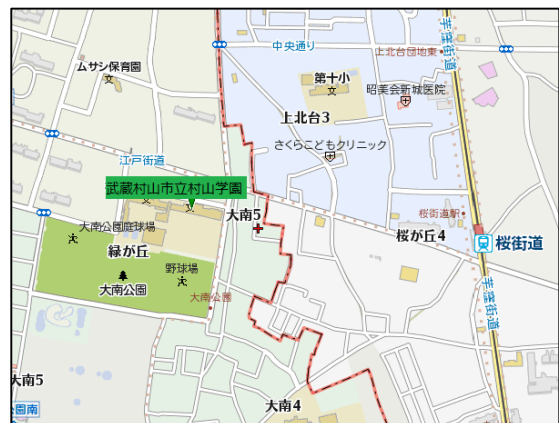 中央通り
上北台団地東
芋窪街道
ムサシ保育園
第十小
昭美会新城医院
上北台3
さくらこどもクリニック
江戸街道
武蔵村山市立村山学園
大南5
桜街道駅
大南公園庭球場
桜が丘4
桜街道
緑が丘
野球場
大南公園
大南公園
芋窪街道
大南5
園南
大南4